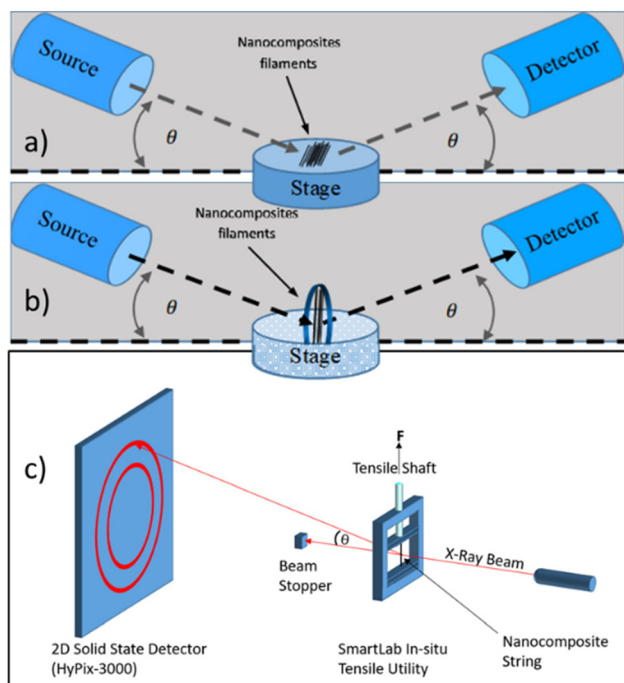 Source
Nanocomposites
filaments
Detector
θ
θ
a)
Stage
Source
Nanocomposites
filaments
Detector
θ
θ
b)
Stage
c)
F
Tensile Shaft
θ
X-Ray Beam
Beam
Stopper
2D Solid State Detector
(HyPix-3000)
SmartLab In-situ
Tensile Utility
Nanocomposite
String